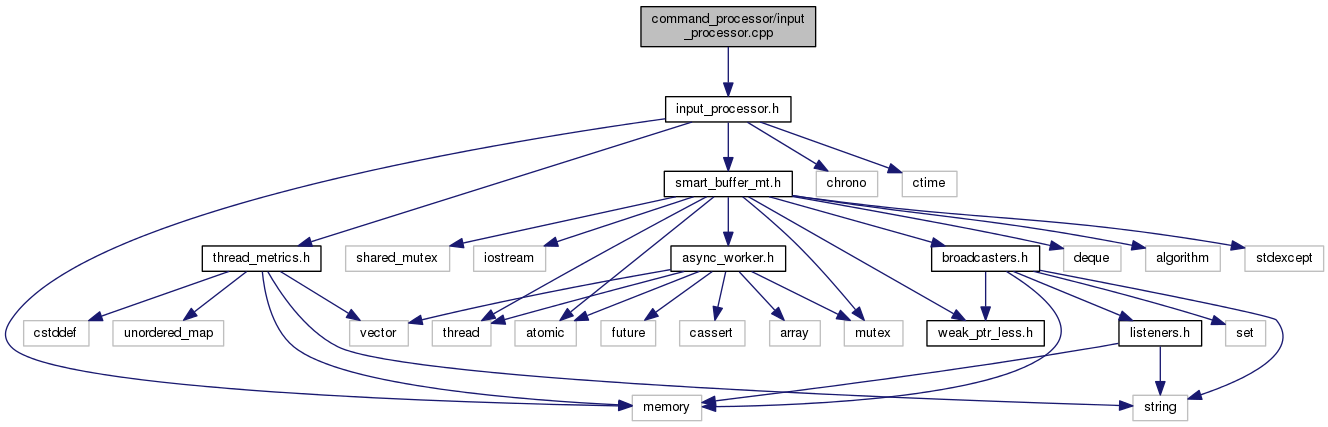 command_processor/input
_processor.cpp
input_processor.h
smart_buffer_mt.h
chrono
ctime
thread_metrics.h
shared_mutex
iostream
async_worker.h
broadcasters.h
deque
algorithm
stdexcept
cstddef
unordered_map
vector
thread
atomic
future
cassert
array
mutex
weak_ptr_less.h
listeners.h
set
memory
string